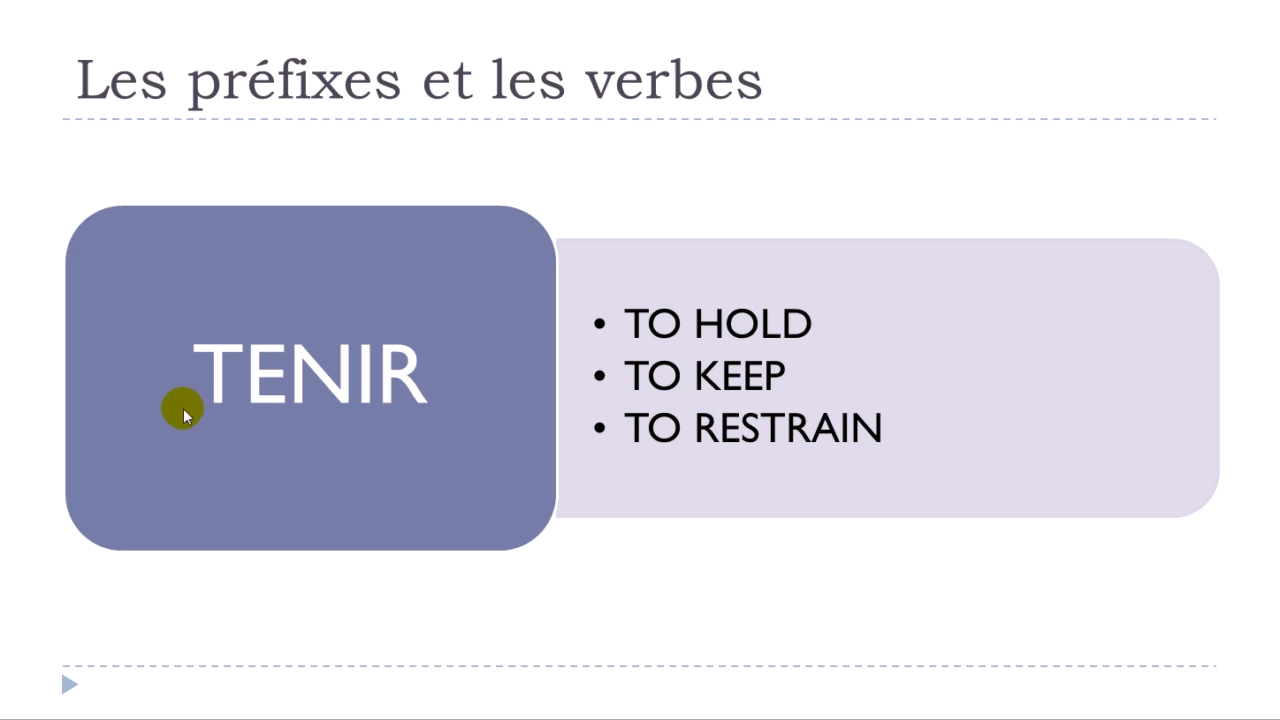 Les préfixes et les verbes
TENIR
• TO HOLD
• TO KEEP
• TO RESTRAIN